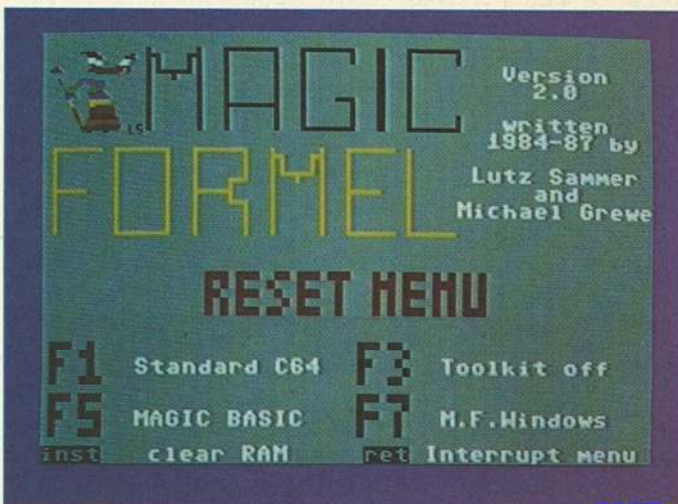 MAGIC
FORMEL
LS
Version
2.0
written
1984-87 by
Lutz Sammer
and
Michael Grewe
RESET MENU
F1 Standard C64 F3 Toolkit off
F5 MAGIC BASIC F7 M.F.Windows
inst clear RAM ret Interrupt menu